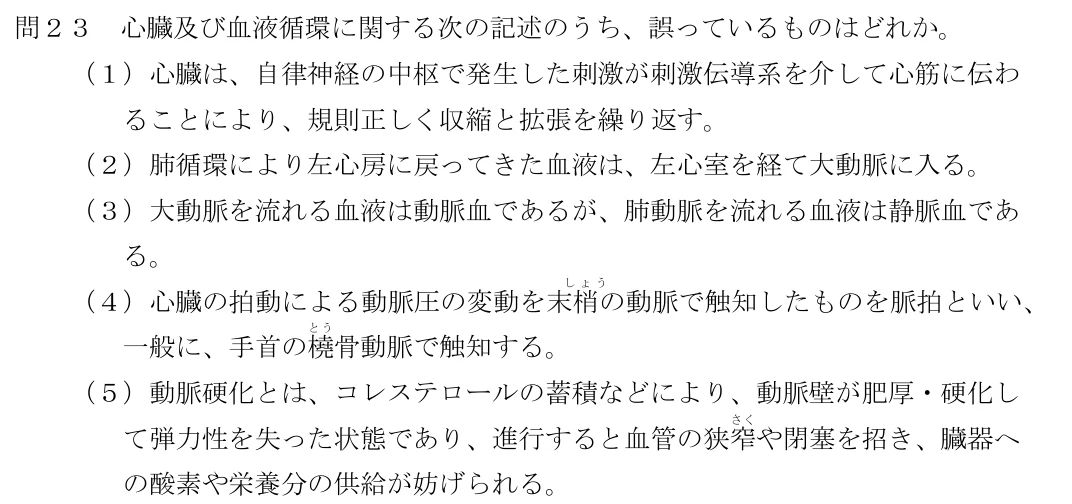 問２３　心臓及び血液循環に関する次の記述のうち、誤っているものはどれか。
（１）心臓は、自律神経の中枢で発生した刺激が刺激伝導系を介して心筋に伝わ
ることにより、規則正しく収縮と拡張を繰り返す。
（２）肺循環により左心房に戻ってきた血液は、左心室を経て大動脈に入る。
（３）大動脈を流れる血液は動脈血であるが、肺動脈を流れる血液は静脈血であ
る。
しょう
（４）心臓の拍動による動脈圧の変動を末梢の動脈で触知したものを脈拍といい、
とう
一般に、手首の橈骨動脈で触知する。
（５）動脈硬化とは、コレステロールの蓄積などにより、動脈壁が肥厚・硬化し
さく
て弾力性を失った状態であり、進行すると血管の狭窄や閉塞を招き、臓器へ
の酸素や栄養分の供給が妨げられる。